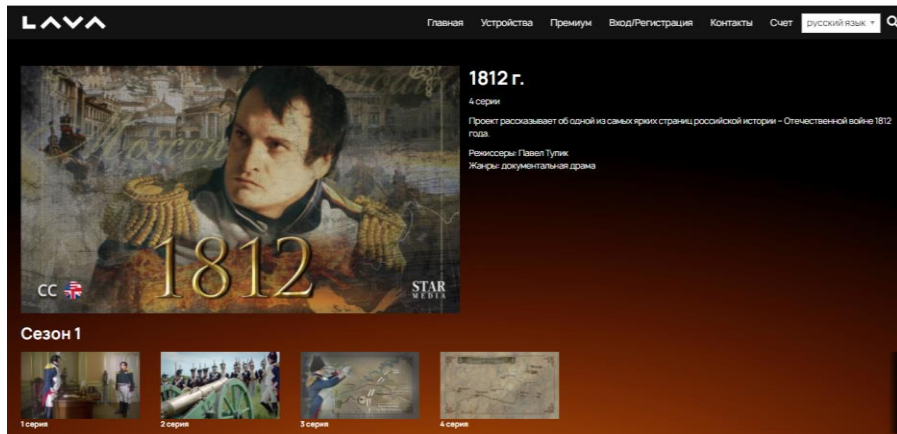 LAVA
Главная Устройства Премиум Вход/Регистрация Контакты Счет русский язык
1812 г.
4 серии
Проект рассказывает об одной из самых ярких страниц российской истории – Отечественной войне 1812
года.
Режиссеры: Павел Тупик
Жанры: документальная драма
1812
CC
STAR
MEDIA
Сезон 1
1 серия
2 серия
3 серия
4 серия